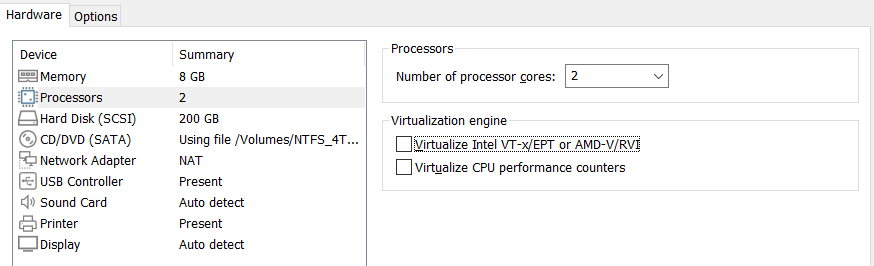 Hardware Options
Device Summary
Memory 8 GB
Processors 2
Hard Disk (SCSI) 200 GB
CD/DVD (SATA) Using file /Volumes/NTFS_4T...
Network Adapter NAT
USB Controller Present
Sound Card Auto detect
Printer Present
Display Auto detect
Processors
Number of processor cores: 2
Virtualization engine
Virtualize Intel VT-x/EPT or AMD-V/RVI
Virtualize CPU performance counters